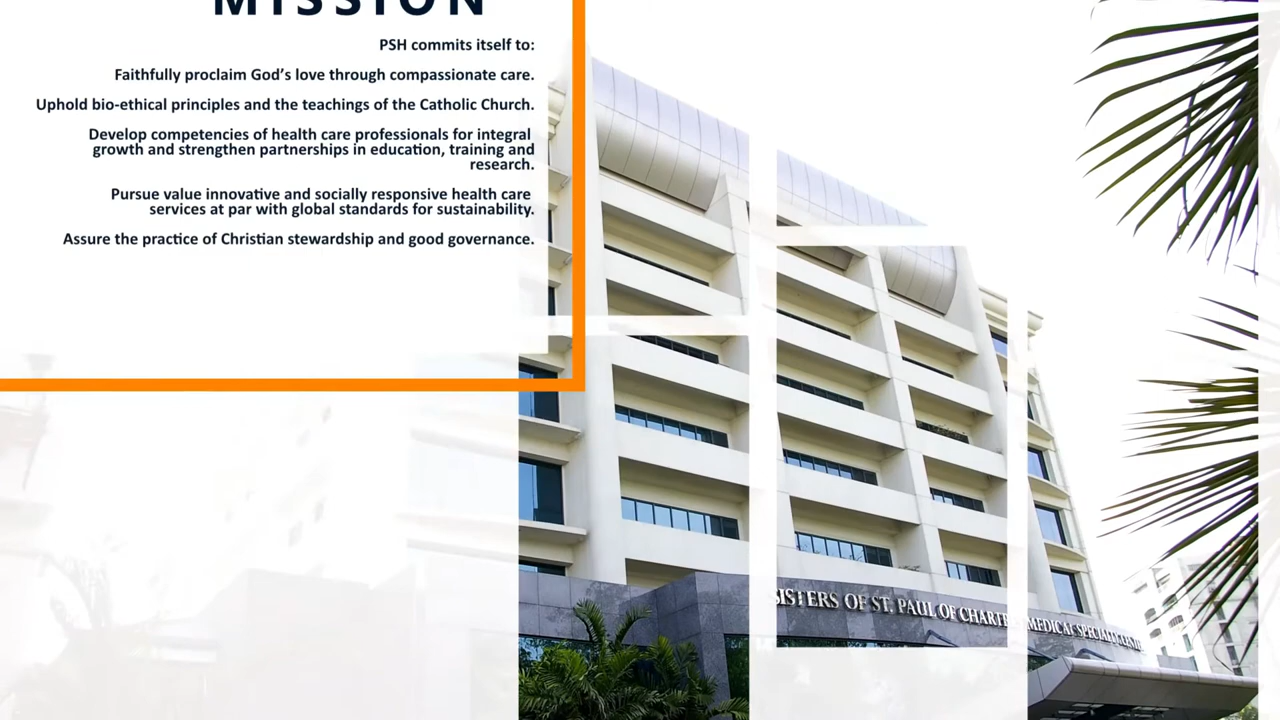 MISSION
PSH commits itself to:
Faithfully proclaim God's love through compassionate care.
Uphold bio-ethical principles and the teachings of the Catholic Church.
Develop competencies of health care professionals for integral
growth and strengthen partnerships in education, training and
research.
Pursue value innovative and socially responsive health care
services at par with global standards for sustainability.
Assure the practice of Christian stewardship and good governance.
SISTERS OF ST. PAUL OF MEDICAL